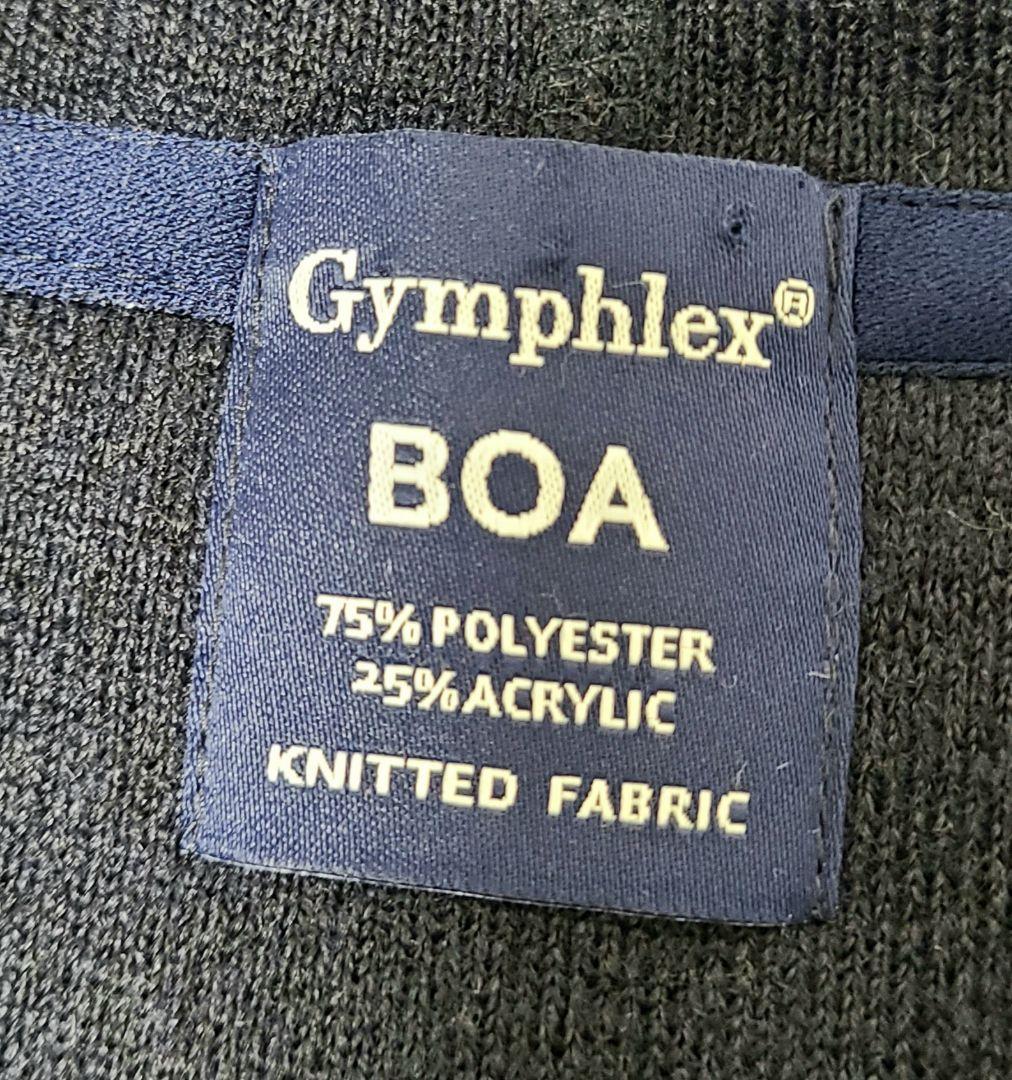 Gymphlex®
BOA
75% POLYESTER
25% ACRYLIC
KNITTED FABRIC